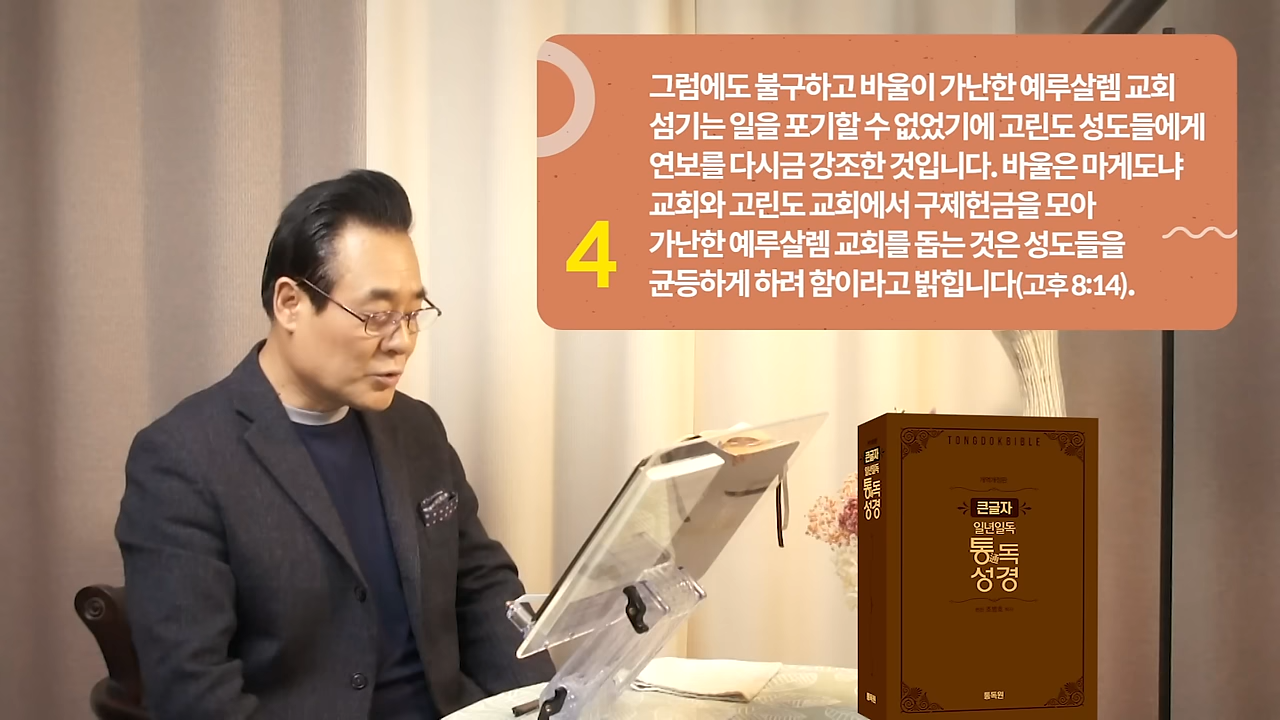 그럼에도 불구하고 바울이 가난한 예루살렘 교회
섬기는 일을 포기할 수 없었기에 고린도 성도들에게
연보를 다시금 강조한 것입니다. 바울은 마게도냐
교회와 고린도 교회에서 구제헌금을 모아
4
가난한 예루살렘 교회를 돕는 것은 성도들을
균등하게 하려 함이라고 밝힙니다(고후 8:14).
TONGDOKBIBLE
큰글자
일년일독
통독
성경
통독원
큰글자
일년일독
통독
성경
통독원